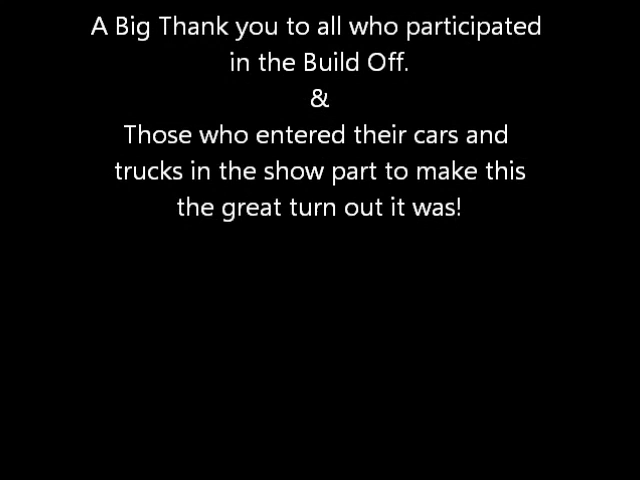 A Big Thank you to all who participated
in the Build Off.
&
Those who entered their cars and
trucks in the show part to make this
the great turn out it was!